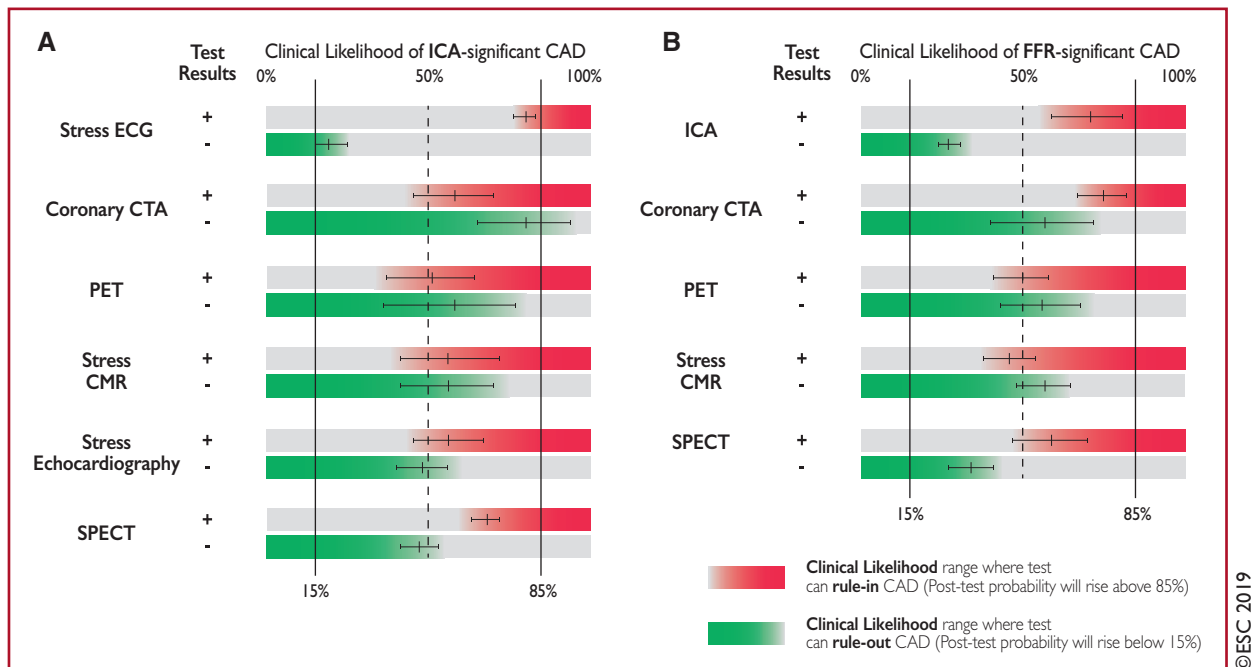 A
Test
Results
Clinical Likelihood of ICA-significant CAD
0% 50% 100%
Stress ECG
+
-
Coronary CTA
+
-
PET
+
-
Stress
CMR
+
-
Stress
Echocardiography
+
-
SPECT
+
-
15% 85%
B
Test
Results
Clinical Likelihood of FFR-significant CAD
0% 50% 100%
ICA
+
-
Coronary CTA
+
-
PET
+
-
Stress
CMR
+
-
SPECT
+
-
15% 85%
Clinical Likelihood range where test
can rule-in CAD (Post-test probability will rise above 85%)
Clinical Likelihood range where test
can rule-out CAD (Post-test probability will rise below 15%)
©ESC 2019